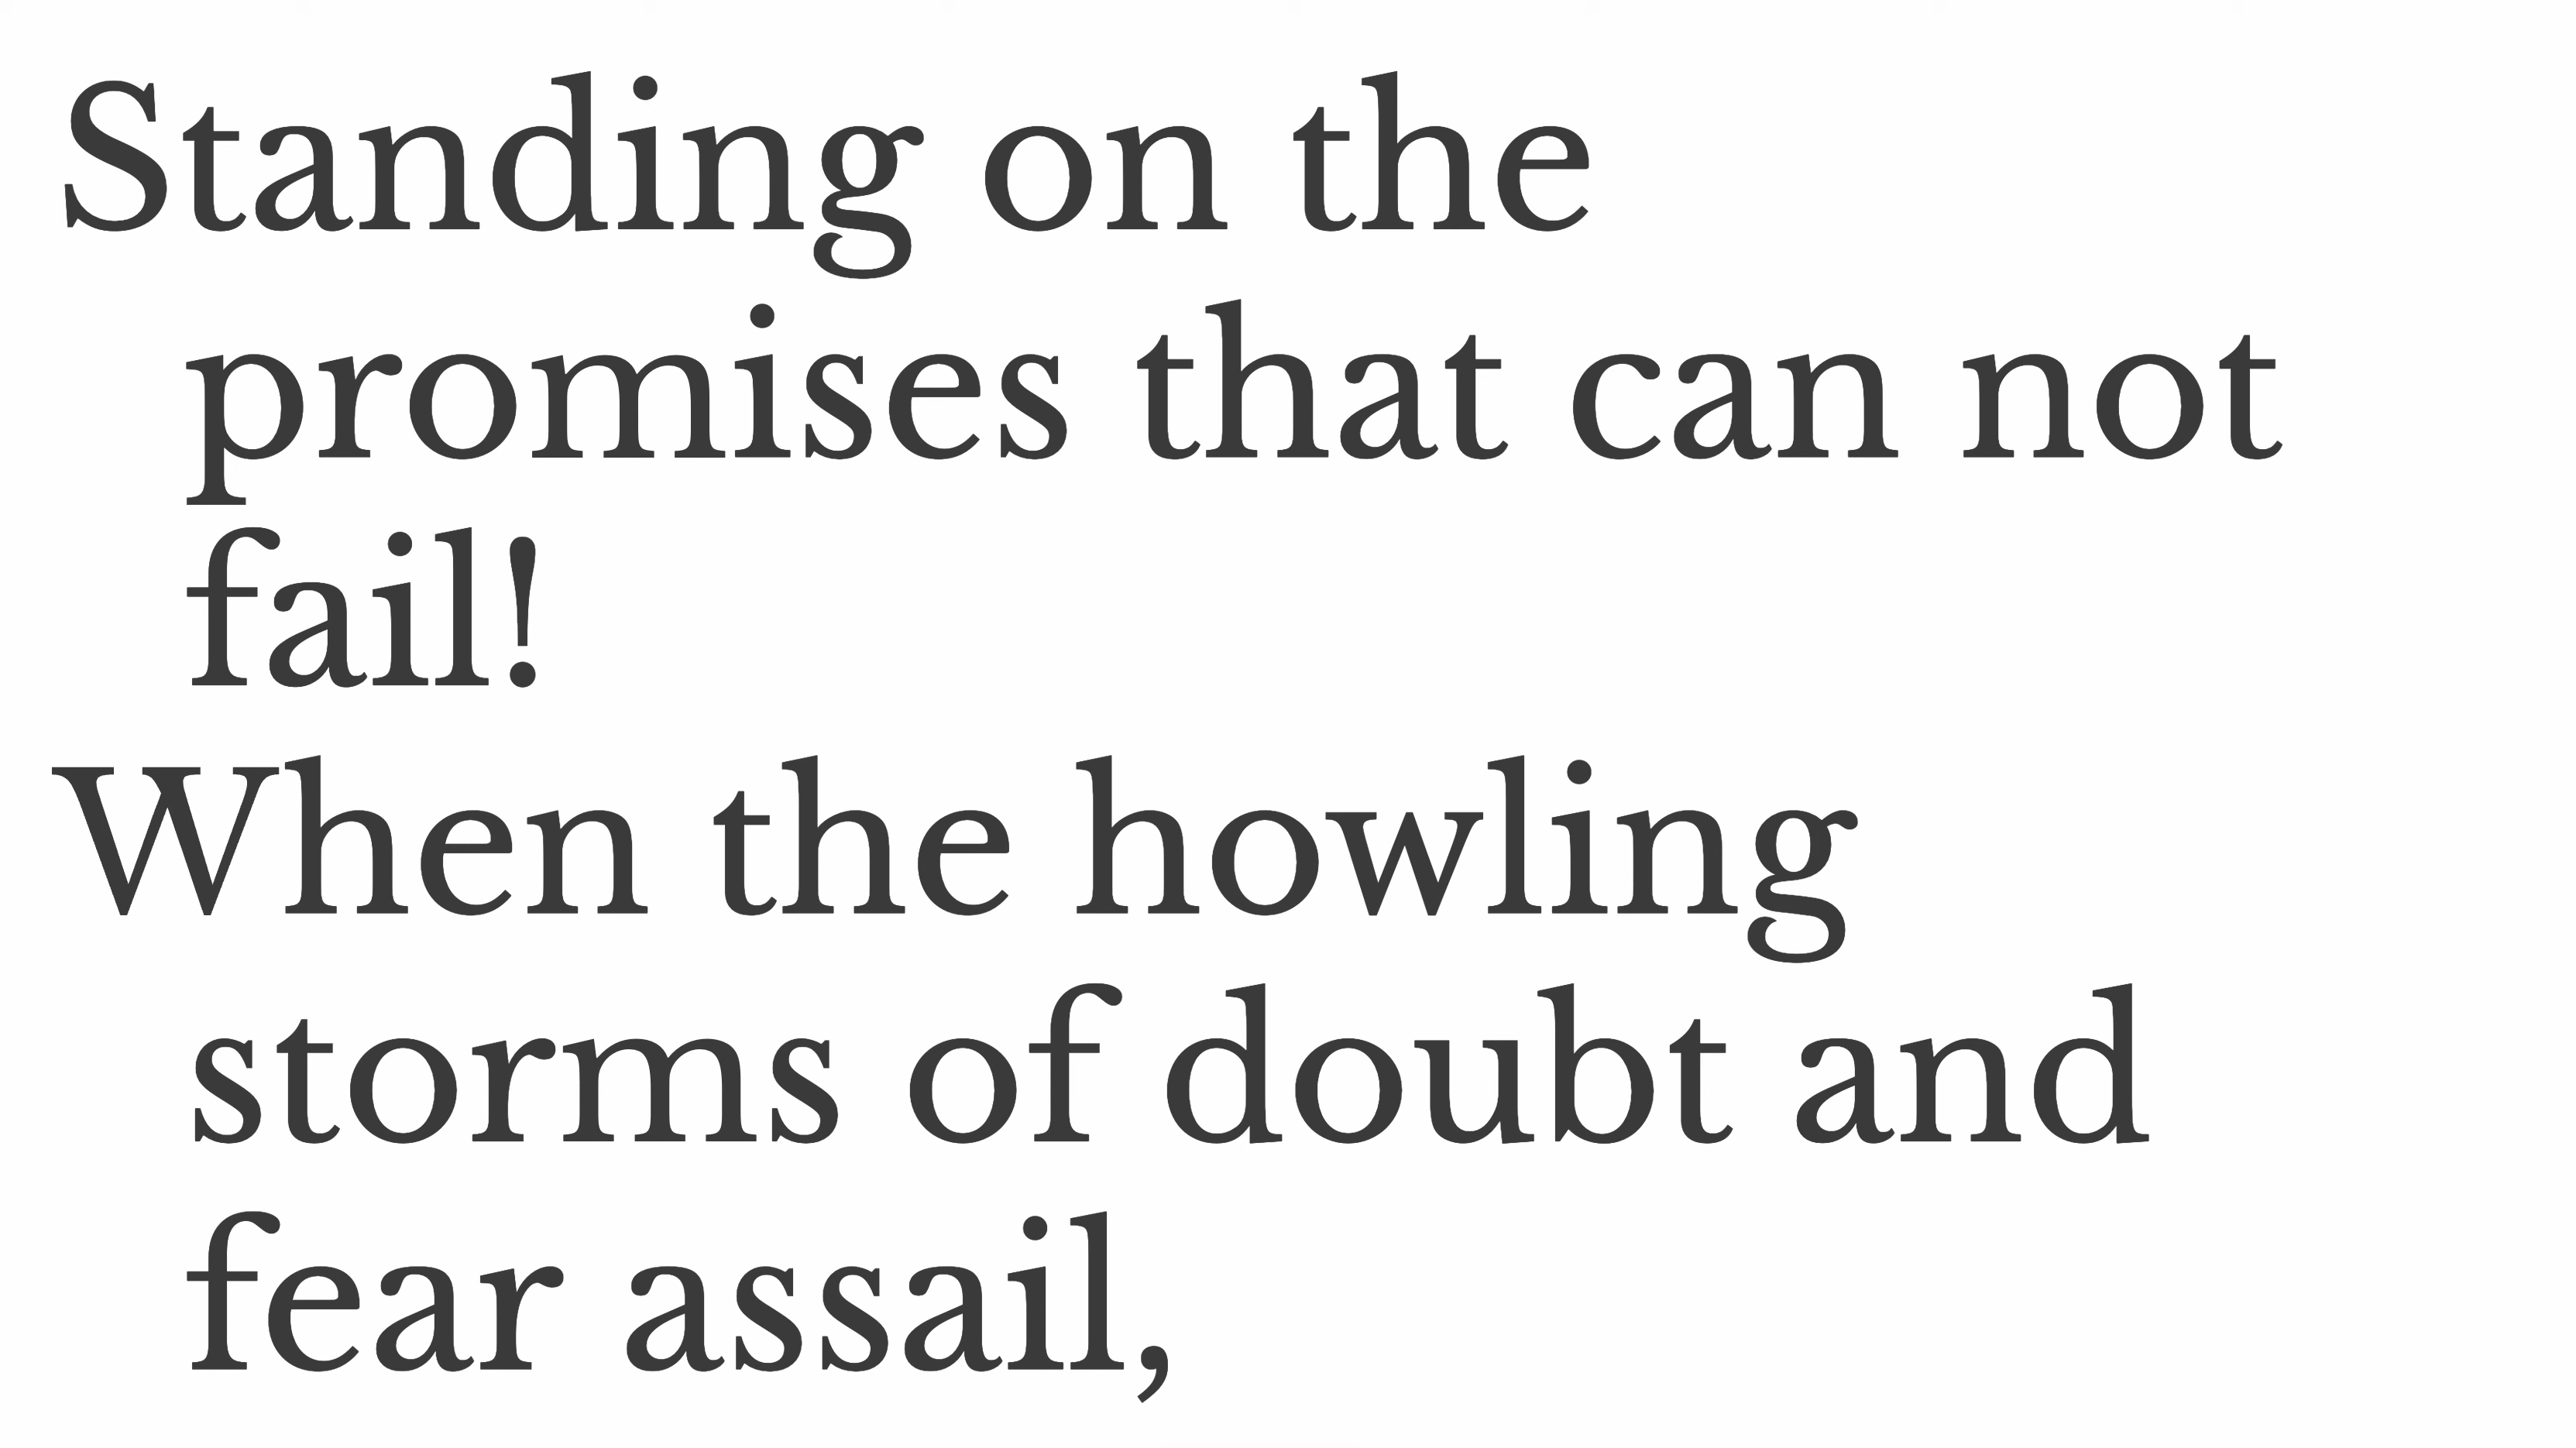 Standing on the
promises that can not
fail!
When the howling
storms of doubt and
fear assail,